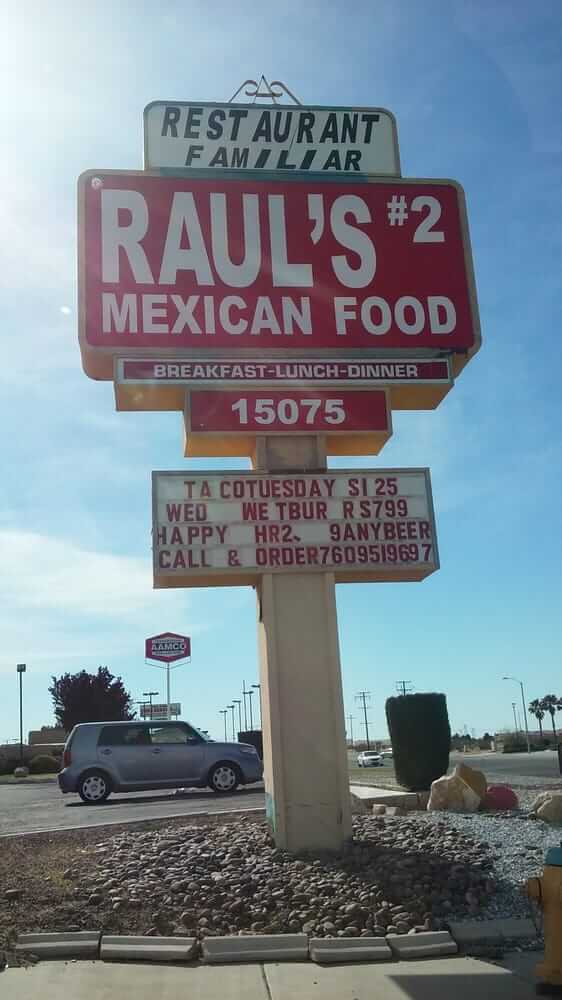 RESTAURANT
FAMILIAR
RAUL'S #2
MEXICAN FOOD
BREAKFAST-LUNCH-DINNER
15075
TA COTUESDAY SI 25
WED WE TBUR RS799
HAPPY HR2、 9ANYBEER
CALL & ORDER7609519697
AAMCO